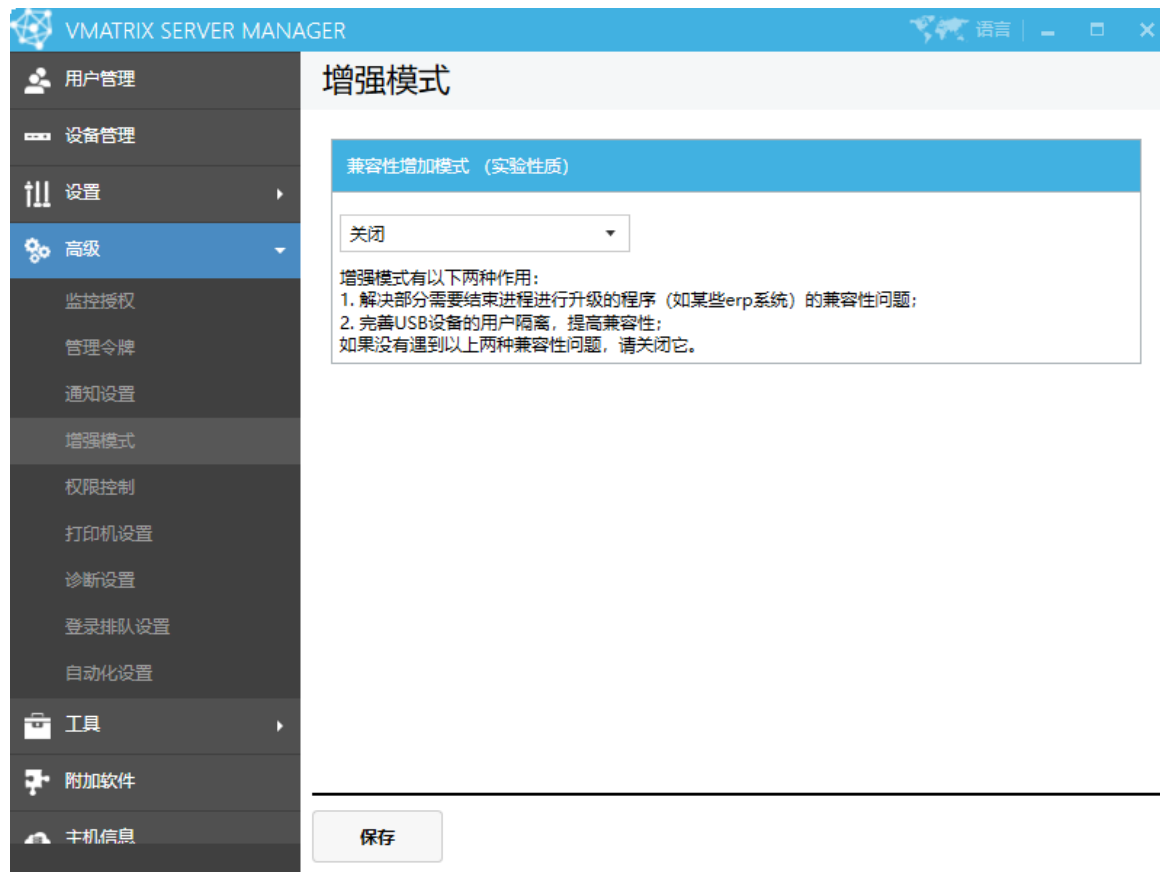 VMATRIX SERVER MANAGER
语言
用户管理
设备管理
设置
高级
监控授权
管理令牌
通知设置
增强模式
权限控制
打印机设置
诊断设置
登录排队设置
自动化设置
工具
附加软件
主机信息
增强模式
兼容性增加模式 （实验性质）
关闭
增强模式有以下两种作用：
1. 解决部分需要结束进程进行升级的程序（如某些erp系统）的兼容性问题；
2. 完善USB设备的用户隔离，提高兼容性；
如果没有遇到以上两种兼容性问题，请关闭它。
保存